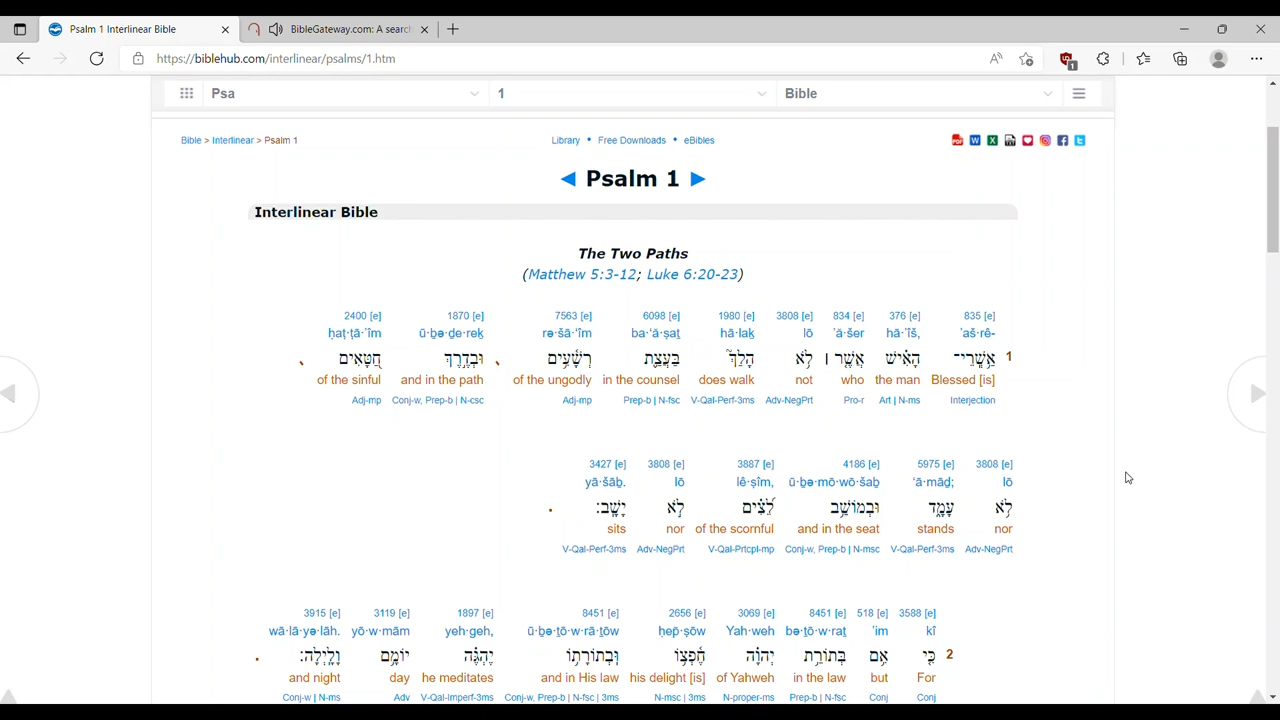 Psalm 1 Interlinear Bible
BibleGateway.com: A searc
https://biblehub.com/interlinear/psalms/1.htm
1
Psa 1 Bible
Bible > Interlinear > Psalm 1 Library • Free Downloads • eBibles
◄ Psalm 1 ►
Interlinear Bible
The Two Paths
(Matthew 5:3-12; Luke 6:20-23)
2400 [e] 1870 [e] 7563 [e] 6098 [e] 1980 [e] 3808 [e] 834 [e] 376 [e] 835 [e]
ḥaṭ·ṭā·’îm ū·ḇə·ḏe·reḵ rə·šā·‘îm ba·‘ă·ṣaṯ hā·laḵ lō ’ă·šer hā·’îš, ’aš·rê-
1 אַ֥שְֽׁרֵי־ הָאִ֗ישׁ אֲשֶׁ֤ר ׀ לֹ֥א הָלַךְ֮ בַּעֲצַ֪ת רְשָׁ֫עִ֥ים 、 וּבְדֶ֣רֶךְ חַ֭טָּאִים 、
of the sinful and in the path of the ungodly in the counsel does walk not who the man Blessed [is]
Adj-mp Conj-w, Prep-b | N-csc Adj-mp Prep-b | N-fsc V-Qal-Perf-3ms Adv-NegPrt Pro-r Art | N-ms Interjection
3427 [e] 3808 [e] 3887 [e] 4186 [e] 5975 [e] 3808 [e]
yā·šāḇ. lō lê·ṣîm, ū·ḇə·mō·wō·šaḇ ‘ā·māḏ; lō
לֹ֥א עָמָ֑ד וּבְמוֹשַׁ֥ב לֵ֝צִ֗ים לֹ֣א יָשָֽׁב׃ .
sits nor of the scornful and in the seat stands nor
V-Qal-Perf-3ms Adv-NegPrt V-Qal-Prtcpl-mp Conj-w, Prep-b | N-msc V-Qal-Perf-3ms Adv-NegPrt
3915 [e] 3119 [e] 1897 [e] 8451 [e] 2656 [e] 3069 [e] 8451 [e] 518 [e] 3588 [e]
wā·lā·yə·lāh. yō·w·mām yeh·geh, ū·ḇə·ṯō·w·rā·ṯōw ḥep̄·ṣōw Yah·weh bə·ṯō·w·raṯ ’im kî
2 כִּ֤י אִ֥ם בְּתוֹרַ֥ת יְהוָ֗ה חֶ֫פְצ֥וֹ וּֽבְתוֹרָת֥וֹ יֶהְגֶּ֗ה יוֹמָ֥ם וָלָֽיְלָה׃ .
and night day he meditates and in His law his delight [is] of Yahweh in the law but For
Conj-w | N-ms Adv V-Qal-Imperf-3ms Conj-w, Prep-b | N-fsc | 3ms N-msc | 3ms N-proper-ms Prep-b | N-fsc Conj Conj